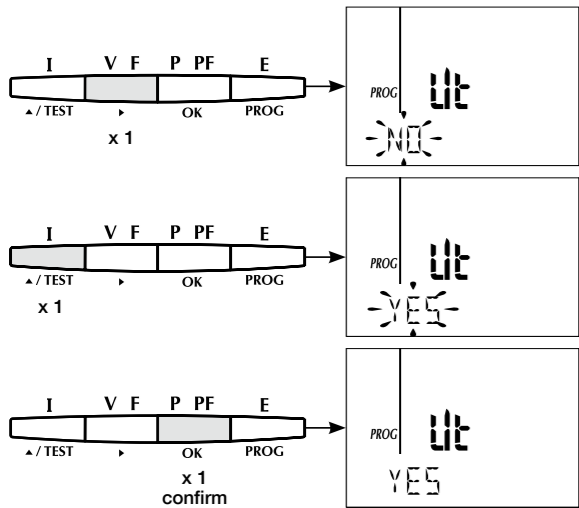 I V F P PF E
PROG Ut
▲ / TEST ▸ OK PROG
NO
x 1
I V F P PF E
PROG Ut
▲ / TEST ▸ OK PROG
YES
x 1
I V F P PF E
PROG Ut
▲ / TEST ▸ OK PROG
YES
x 1
confirm